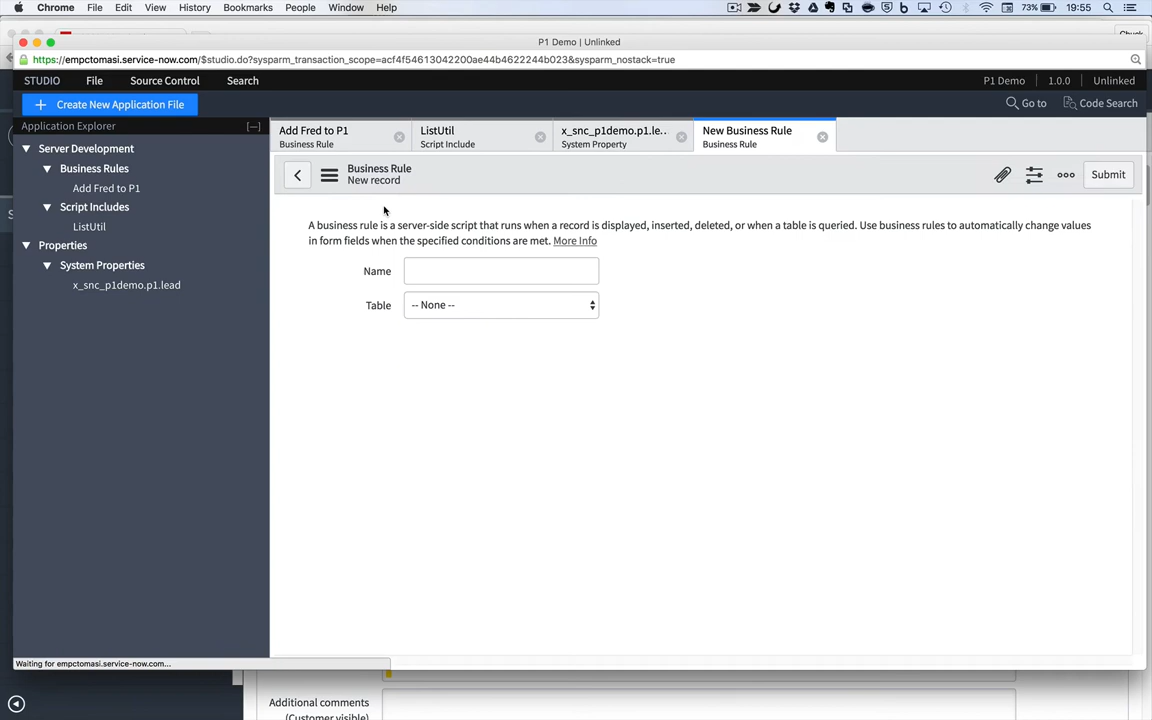 Chrome File Edit View History Bookmarks People Window Help 73% 19:55
P1 Demo | Unlinked
https://empctomasi.service-now.com/$studio.do?sysparm_transaction_scope=acf4f54613042200ae44b4622244b023&sysparm_nostack=true
STUDIO File Source Control Search P1 Demo 1.0.0 Unlinked
+ Create New Application File Go to Code Search
Application Explorer [—]
Add Fred to P1
Business Rule
ListUtil
Script Include
x_snc_p1demo.p1.le...
System Property
New Business Rule
Business Rule
Server Development
Business Rules
Add Fred to P1
Script Includes
ListUtil
Properties
System Properties
x_snc_p1demo.p1.lead
Business Rule
New record
Submit
A business rule is a server-side script that runs when a record is displayed, inserted, deleted, or when a table is queried. Use business rules to automatically change values
in form fields when the specified conditions are met. More Info
Name
Table -- None --
Waiting for empctomasi.service-now.com...
Additional comments
(Customer visible)